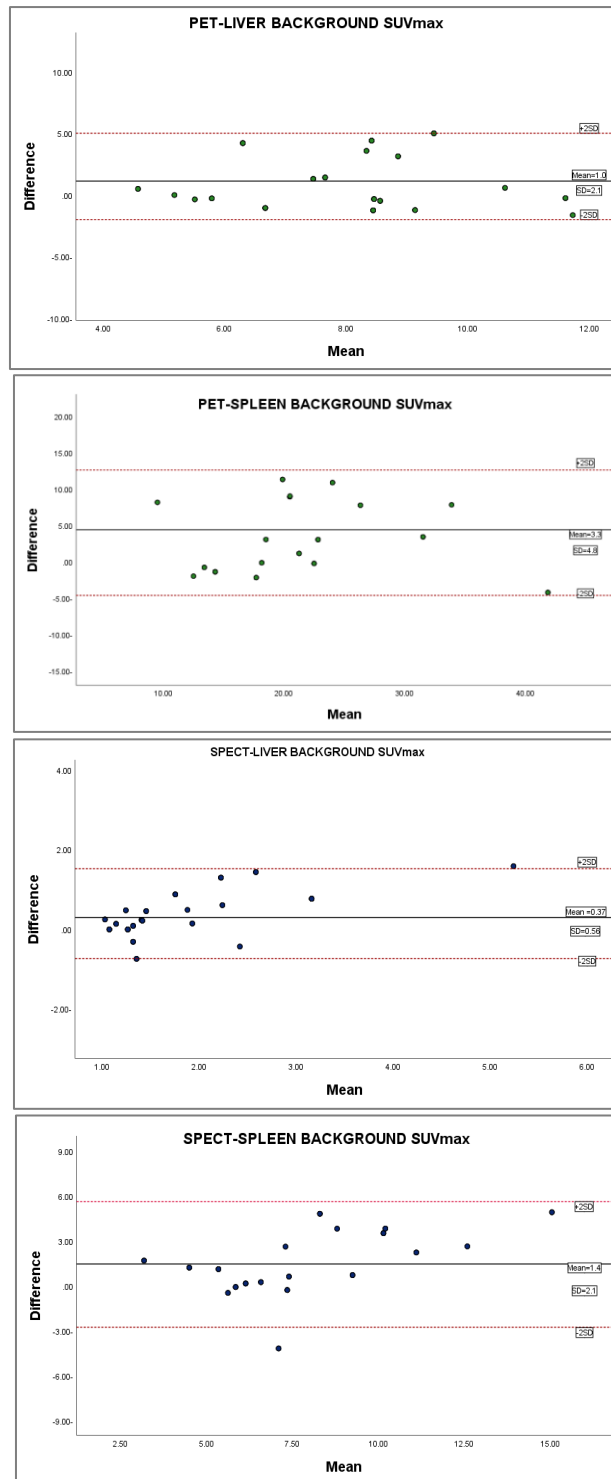 PET-LIVER BACKGROUND SUVmax
10.00
+2SD
5.00
Mean=1.0
SD=2.1
.00
-2SD
-5.00-
-10.00-
Difference
4.00 6.00 8.00 10.00 12.00
Mean
PET-SPLEEN BACKGROUND SUVmax
20.00
15.00
+2SD
10.00
5.00
Mean=3.3
SD=4.8
.00
-2SD
-5.00-
-10.00-
-15.00-
Difference
10.00 20.00 30.00 40.00
Mean
SPECT-LIVER BACKGROUND SUVmax
4.00
2.00
+2SD
Mean =0.37
.00
SD=0.56
-2SD
-2.00-
Difference
1.00 2.00 3.00 4.00 5.00 6.00
Mean
SPECT-SPLEEN BACKGROUND SUVmax
9.00
6.00
+2SD
3.00
Mean=1.4
.00
SD=2.1
-2SD
-3.00-
-6.00-
-9.00-
Difference
2.50 5.00 7.50 10.00 12.50 15.00
Mean